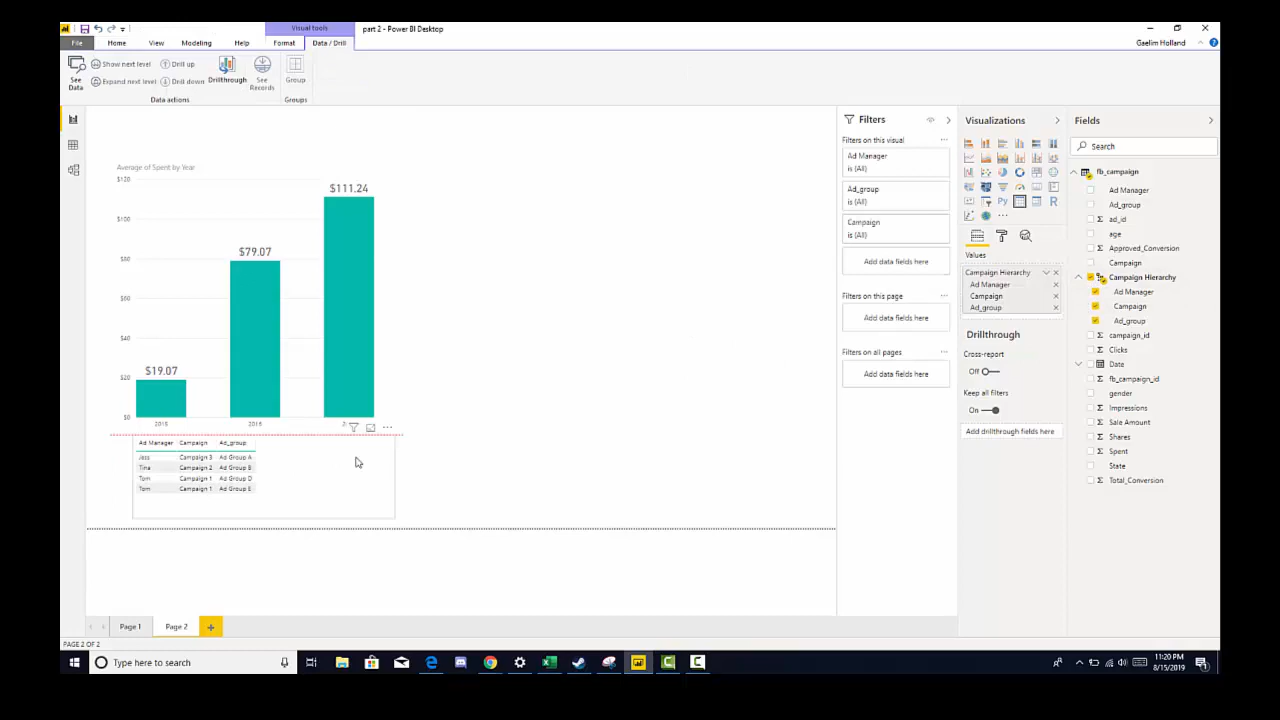 Visual tools
part 2 - Power BI Desktop
File
Home
View
Modeling
Help
Format
Data / Drill
Gaelim Holland
See Data
Show next level
Expand next level
Drill up
Drill down
Drillthrough
See Records
Group
Data actions
Groups
Average of Spent by Year
$120
$100
$80
$60
$40
$20
$0
$19.07
$79.07
$111.24
Ad Manager Campaign Ad_group
Jess Campaign 3 Ad Group A
Tina Campaign 2 Ad Group B
Tom Campaign 1 Ad Group D
Tom Campaign 1 Ad Group E
Filters
Filters on this visual
Ad Manager
is (All)
Ad_group
is (All)
Campaign
is (All)
Add data fields here
Filters on this page
Add data fields here
Filters on all pages
Add data fields here
Visualizations
Py
R
Values
Campaign Hierarchy
Ad Manager
Campaign
Ad_group
Drillthrough
Cross-report
Off
Keep all filters
On
Add drillthrough fields here
Fields
Search
fb_campaign
Ad Manager
Ad_group
ad_id
age
Approved_Conversion
Campaign
Campaign Hierarchy
Ad Manager
Campaign
Ad_group
campaign_id
Clicks
Date
fb_campaign_id
gender
Impressions
Sale Amount
Shares
Spent
State
Total_Conversion
Page 1
Page 2
PAGE 2 OF 2
Type here to search
11:20 PM
8/15/2019